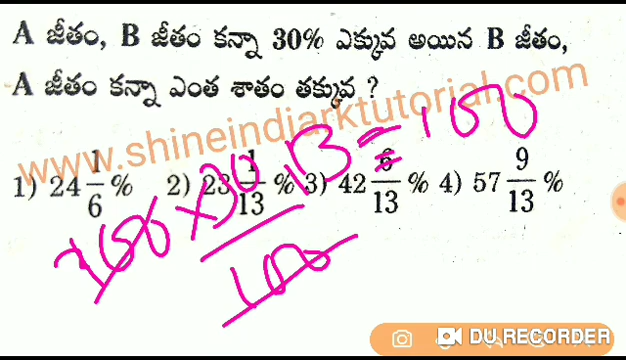 A జీతం, B జీతం కన్నా 30% ఎక్కువ అయిన B జీతం,
A జీతం కన్నా ఎంత శాతం తక్కువ ?
www.shineindiarktutorial.com
B = 100
1) 24 1/6 % 2) 23 1/13 % 3) 42 6/13 % 4) 57 9/13 %
100 × 30
100
DU RECORDER